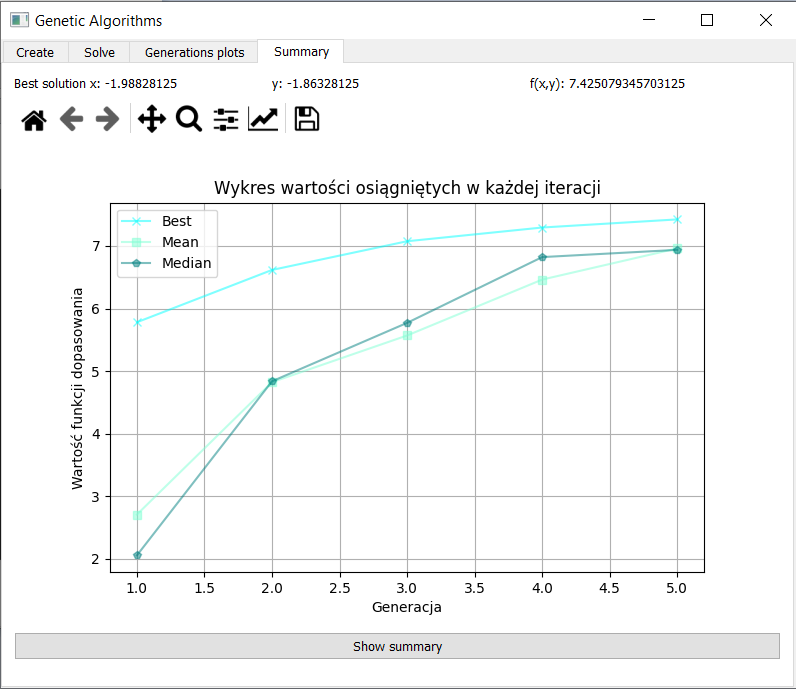 Genetic Algorithms
Create Solve Generations plots Summary
Best solution x: -1.98828125 y: -1.86328125 f(x,y): 7.425079345703125
Wykres wartości osiągniętych w każdej iteracji
Best
Mean
Median
Wartość funkcji dopasowania
7
6
5
4
3
2
1.0 1.5 2.0 2.5 3.0 3.5 4.0 4.5 5.0
Generacja
Show summary